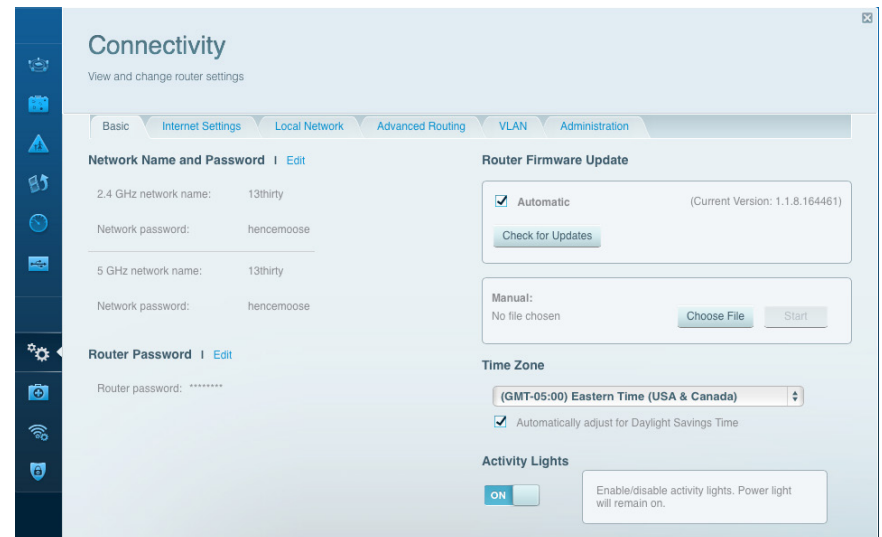 Connectivity
View and change router settings
Basic Internet Settings Local Network Advanced Routing VLAN Administration
Network Name and Password | Edit
2.4 GHz network name: 13thirty
Network password: hencemoose
5 GHz network name: 13thirty
Network password: hencemoose
Router Password | Edit
Router password: ********
Router Firmware Update
Automatic (Current Version: 1.1.8.164461)
Check for Updates
Manual:
No file chosen Choose File Start
Time Zone
(GMT-05:00) Eastern Time (USA & Canada)
Automatically adjust for Daylight Savings Time
Activity Lights
ON
Enable/disable activity lights. Power light
will remain on.